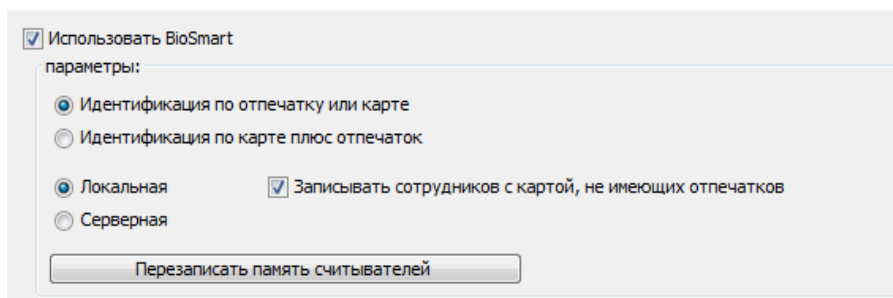 Использовать BioSmart
параметры:
Идентификация по отпечатку или карте
Идентификация по карте плюс отпечаток
Локальная Записывать сотрудников с картой, не имеющих отпечатков
Серверная
Перезаписать память считывателей